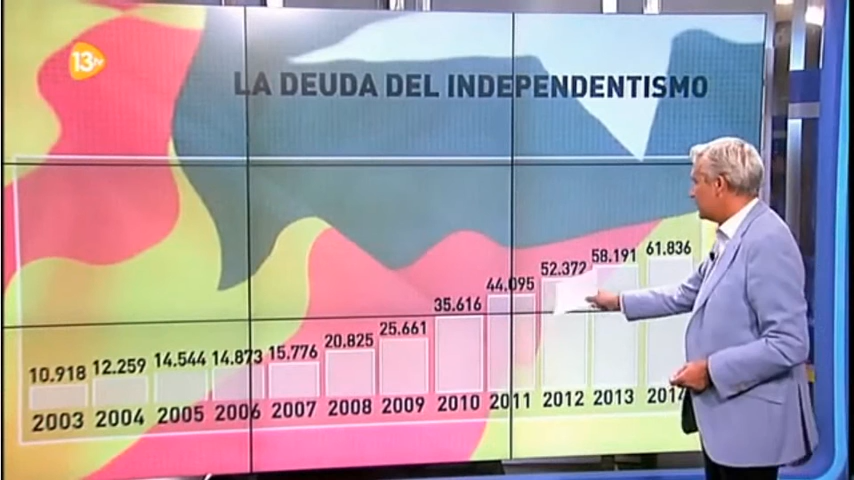 13tv
LA DEUDA DEL INDEPENDENTISMO
10.918 12.259 14.544 14.873 15.776 20.825 25.661 35.616 44.095 52.372 58.191 61.836
2003 2004 2005 2006 2007 2008 2009 2010 2011 2012 2013 2014